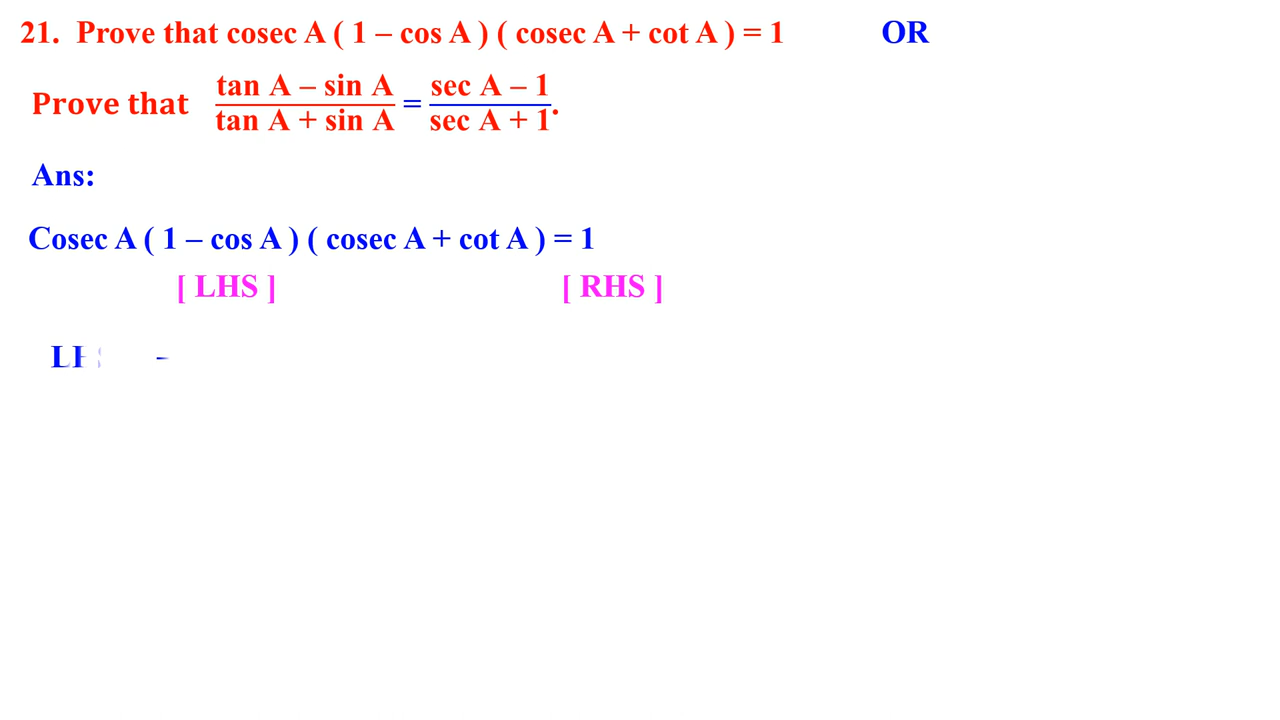 21. Prove that cosec A ( 1 – cos A ) ( cosec A + cot A ) = 1 OR
Prove that tan A – sin A / tan A + sin A = sec A – 1 / sec A + 1.
Ans:
Cosec A ( 1 – cos A ) ( cosec A + cot A ) = 1
[ LHS ] [ RHS ]